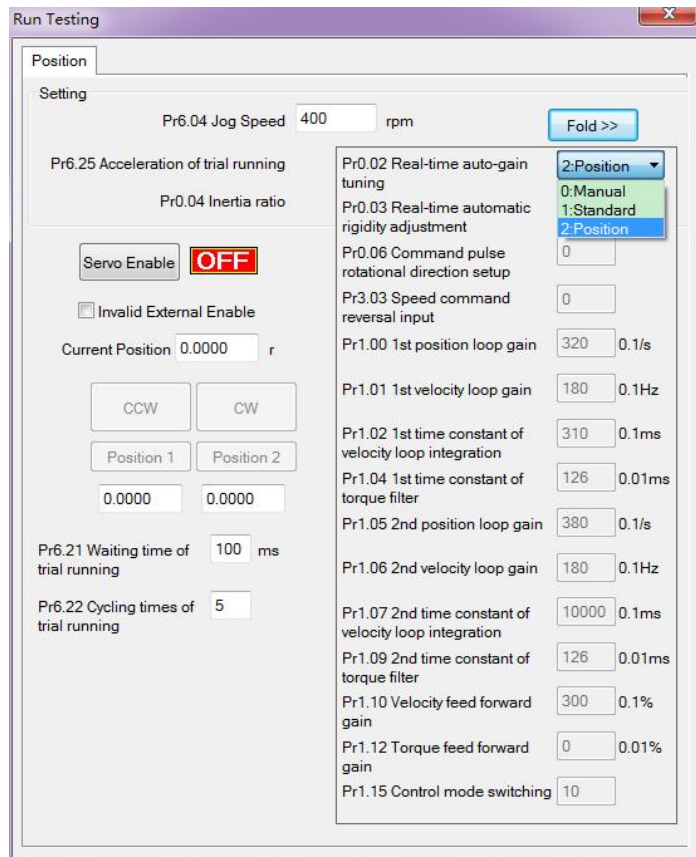 Run Testing
Position
Setting
Pr6.04 Jog Speed 400 rpm
Fold >>
Pr6.25 Acceleration of trial running
Pr0.04 Inertia ratio
Servo Enable OFF
Invalid External Enable
Current Position 0.0000 r
CCW CW
Position 1 Position 2
0.0000 0.0000
Pr6.21 Waiting time of 100 ms
trial running
Pr6.22 Cycling times of 5
trial running
Pr0.02 Real-time auto-gain 2:Position
tuning
0:Manual
1:Standard
2:Position
Pr0.03 Real-time automatic
rigidity adjustment
Pr0.06 Command pulse 0
rotational direction setup
Pr3.03 Speed command 0
reversal input
Pr1.00 1st position loop gain 320 0.1/s
Pr1.01 1st velocity loop gain 180 0.1Hz
Pr1.02 1st time constant of 310 0.1ms
velocity loop integration
Pr1.04 1st time constant of 126 0.01ms
torque filter
Pr1.05 2nd position loop gain 380 0.1/s
Pr1.06 2nd velocity loop gain 180 0.1Hz
Pr1.07 2nd time constant of 10000 0.1ms
velocity loop integration
Pr1.09 2nd time constant of 126 0.01ms
torque filter
Pr1.10 Velocity feed forward 300 0.1%
gain
Pr1.12 Torque feed forward 0 0.01%
gain
Pr1.15 Control mode switching 10